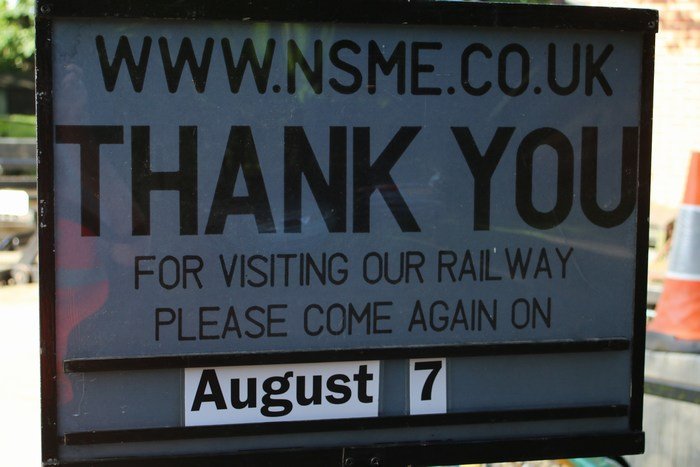 WWW.NSME.CO.UK
THANK YOU
FOR VISITING OUR RAILWAY
PLEASE COME AGAIN ON
August 7